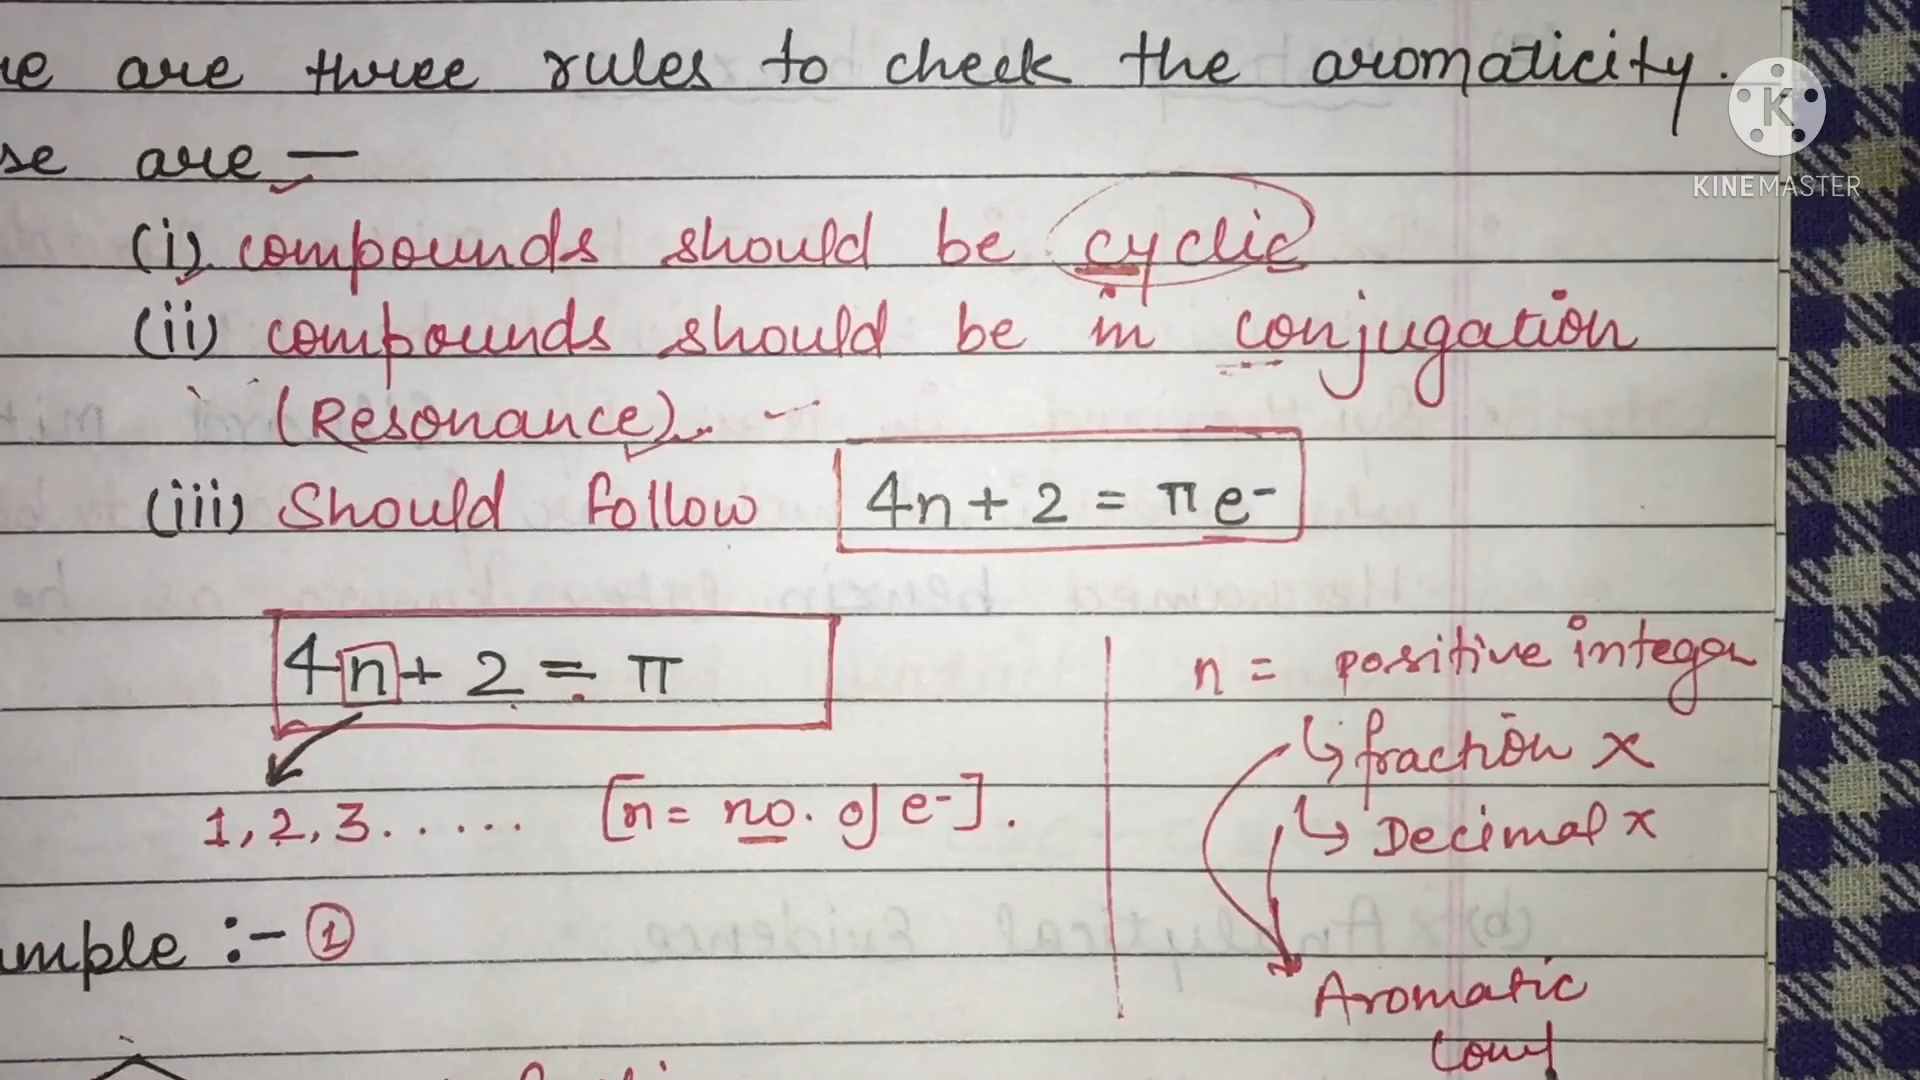 are three rules to check the aromaticity.
are —
(i) compounds should be cyclic
(ii) compounds should be in conjugation
(Resonance).
(iii) Should follow 4n + 2 = π e-
4n + 2 = π
n = positive integer
↳ fraction x
1, 2, 3. . . . . . [n = no. of e-].
↳ Decimal x
:- ①
Aromatic
K
KINEMASTER